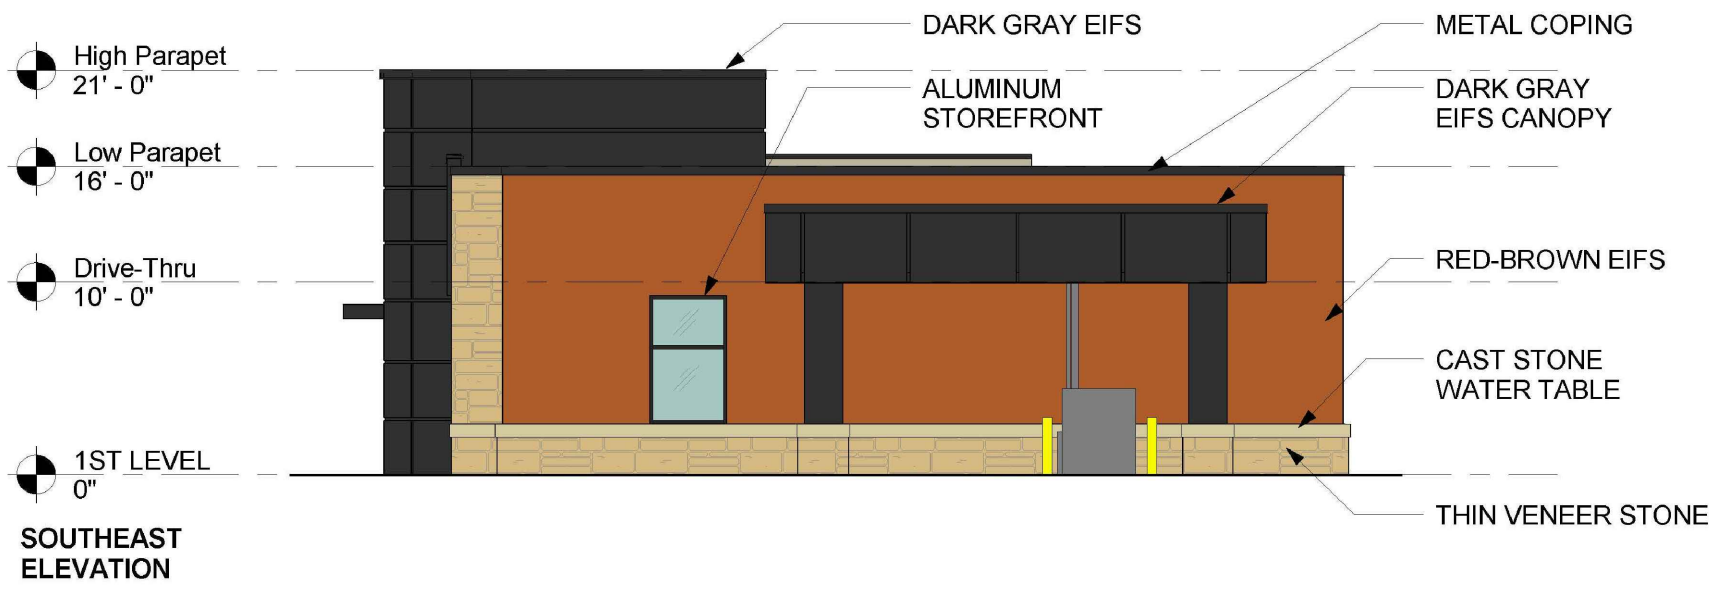 High Parapet
21' - 0"
Low Parapet
16' - 0"
Drive-Thru
10' - 0"
1ST LEVEL
0"
SOUTHEAST
ELEVATION
DARK GRAY EIFS
ALUMINUM
STOREFRONT
METAL COPING
DARK GRAY
EIFS CANOPY
RED-BROWN EIFS
CAST STONE
WATER TABLE
THIN VENEER STONE